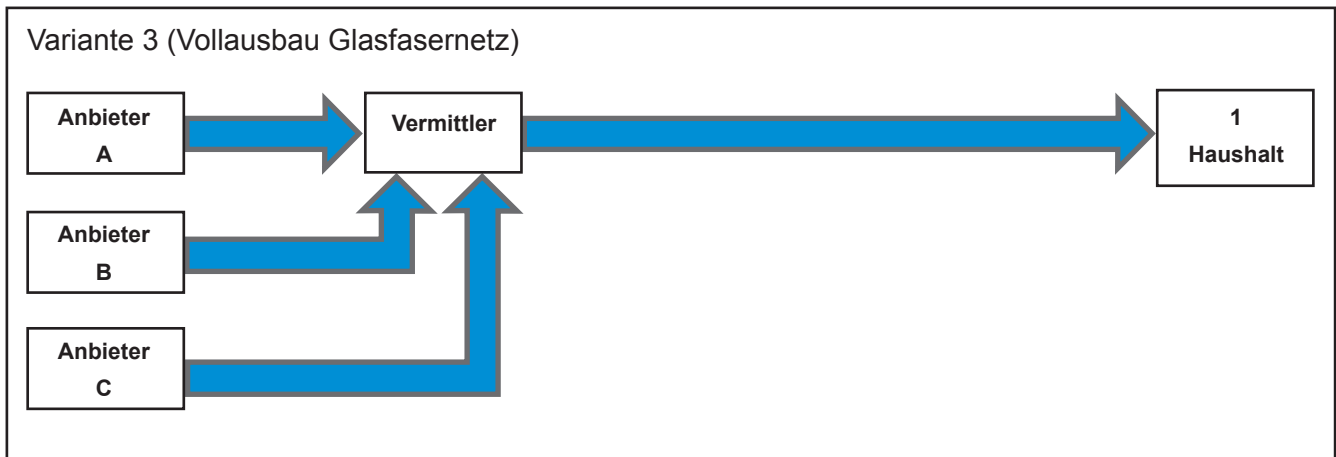 Variante 3 (Vollausbau Glasfasernetz)
Anbieter
A
Vermittler
1
Haushalt
Anbieter
B
Anbieter
C